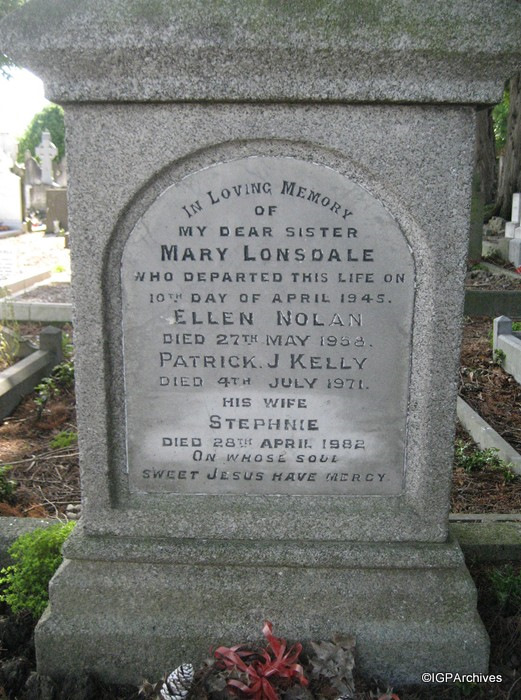 In Loving Memory
OF
MY DEAR SISTER
MARY LONSDALE
WHO DEPARTED THIS LIFE ON
10TH DAY OF APRIL 1945.
ELLEN NOLAN
DIED 27TH MAY 1958.
PATRICK. J KELLY
DIED 4TH JULY 1971.
HIS WIFE
STEPHNIE
DIED 28TH APRIL 1982
ON WHOSE SOUL
SWEET JESUS HAVE MERCY.
©IGPArchives